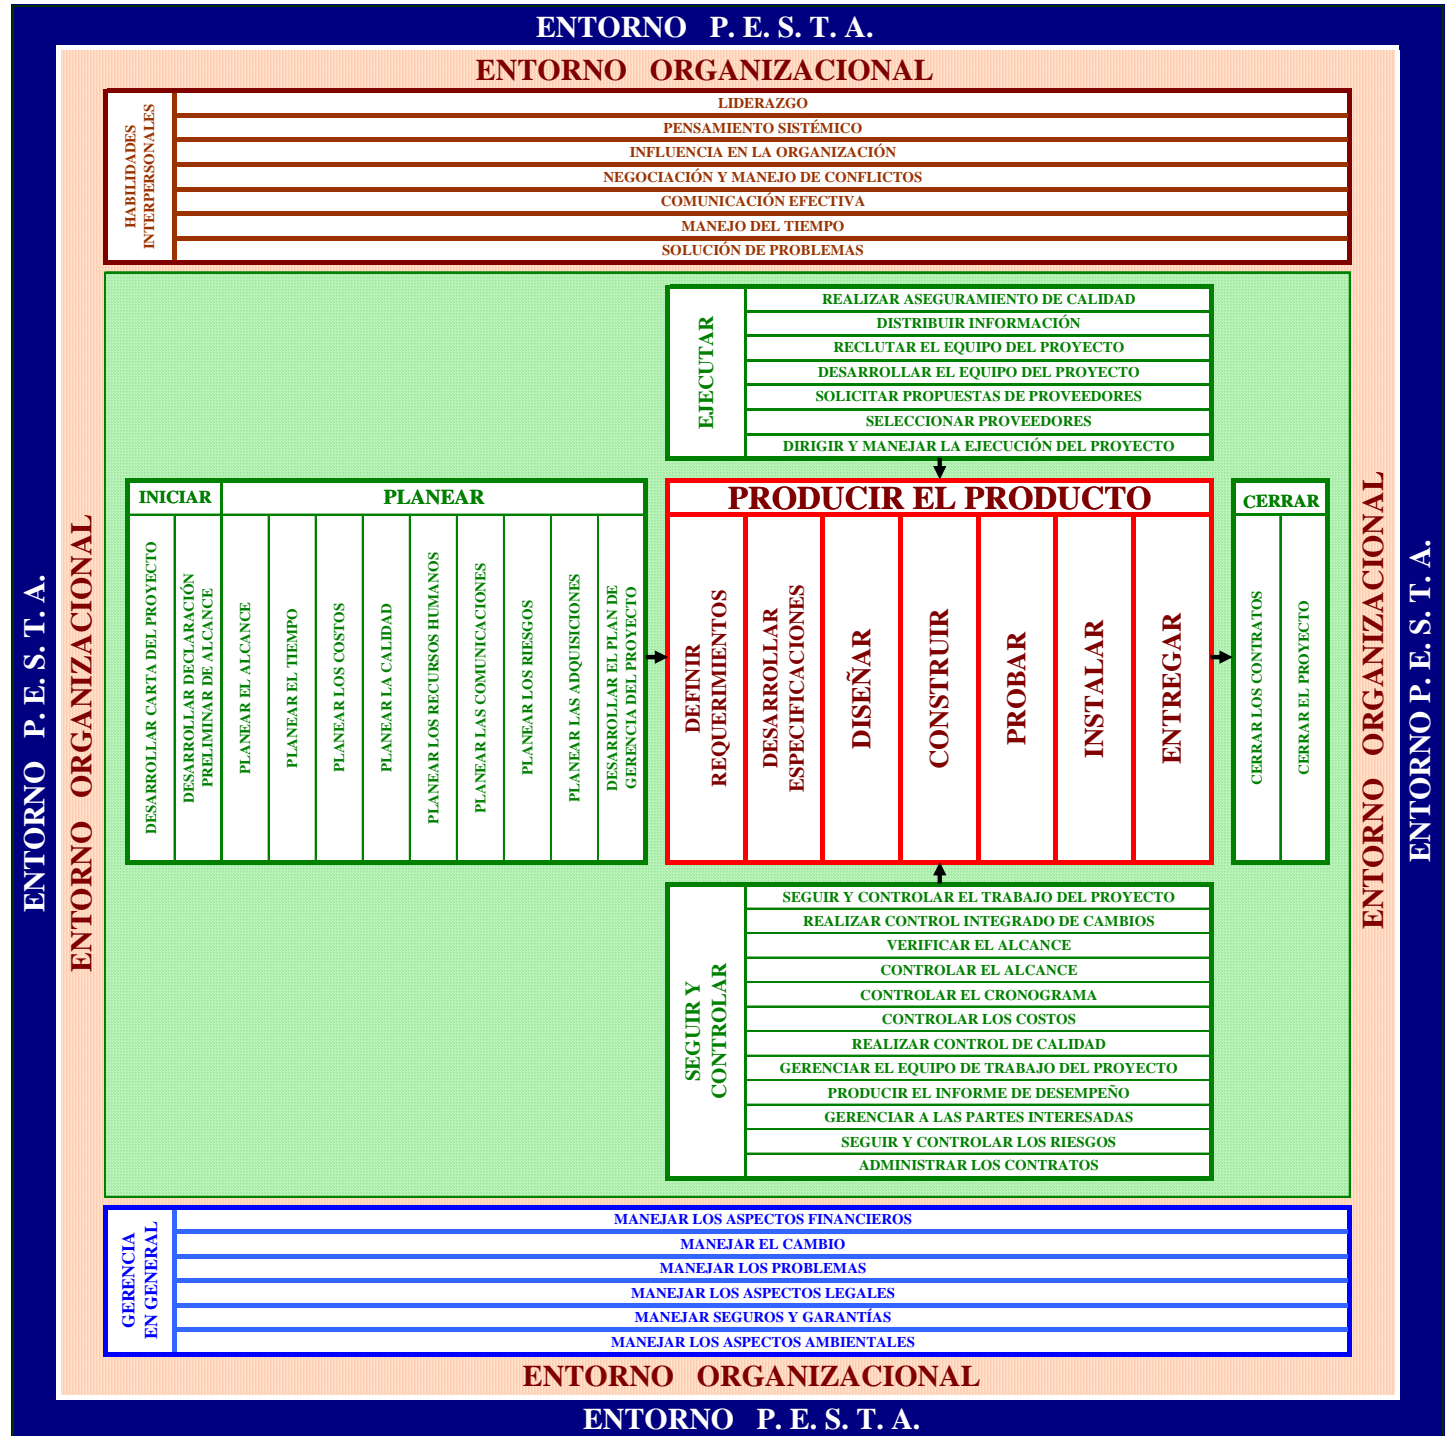 ENTORNO P. E. S. T. A.
ENTORNO ORGANIZACIONAL
HABILIDADES
INTERPERSONALES
LIDERAZGO
PENSAMIENTO SISTÉMICO
INFLUENCIA EN LA ORGANIZACIÓN
NEGOCIACIÓN Y MANEJO DE CONFLICTOS
COMUNICACIÓN EFECTIVA
MANEJO DEL TIEMPO
SOLUCIÓN DE PROBLEMAS
EJECUTAR
REALIZAR ASEGURAMIENTO DE CALIDAD
DISTRIBUIR INFORMACIÓN
RECLUTAR EL EQUIPO DEL PROYECTO
DESARROLLAR EL EQUIPO DEL PROYECTO
SOLICITAR PROPUESTAS DE PROVEEDORES
SELECCIONAR PROVEEDORES
DIRIGIR Y MANEJAR LA EJECUCIÓN DEL PROYECTO
ENTORNO P. E. S. T. A.
ENTORNO ORGANIZACIONAL
INICIAR
DESARROLLAR CARTA DEL PROYECTO
DESARROLLAR DECLARACIÓN
PRELIMINAR DE ALCANCE
PLANEAR
PLANEAR EL ALCANCE
PLANEAR EL TIEMPO
PLANEAR LOS COSTOS
PLANEAR LA CALIDAD
PLANEAR LOS RECURSOS HUMANOS
PLANEAR LAS COMUNICACIONES
PLANEAR LOS RIESGOS
PLANEAR LAS ADQUISICIONES
DESARROLLAR EL PLAN DE
GERENCIA DEL PROYECTO
PRODUCIR EL PRODUCTO
DEFINIR
REQUERIMIENTOS
DESARROLLAR
ESPECIFICACIONES
DISEÑAR
CONSTRUIR
PROBAR
INSTALAR
ENTREGAR
CERRAR
CERRAR LOS CONTRATOS
CERRAR EL PROYECTO
ENTORNO ORGANIZACIONAL
ENTORNO P. E. S. T. A.
SEGUIR Y
CONTROLAR
SEGUIR Y CONTROLAR EL TRABAJO DEL PROYECTO
REALIZAR CONTROL INTEGRADO DE CAMBIOS
VERIFICAR EL ALCANCE
CONTROLAR EL ALCANCE
CONTROLAR EL CRONOGRAMA
CONTROLAR LOS COSTOS
REALIZAR CONTROL DE CALIDAD
GERENCIAR EL EQUIPO DE TRABAJO DEL PROYECTO
PRODUCIR EL INFORME DE DESEMPEÑO
GERENCIAR A LAS PARTES INTERESADAS
SEGUIR Y CONTROLAR LOS RIESGOS
ADMINISTRAR LOS CONTRATOS
GERENCIA
EN GENERAL
MANEJAR LOS ASPECTOS FINANCIEROS
MANEJAR EL CAMBIO
MANEJAR LOS PROBLEMAS
MANEJAR LOS ASPECTOS LEGALES
MANEJAR SEGUROS Y GARANTÍAS
MANEJAR LOS ASPECTOS AMBIENTALES
ENTORNO ORGANIZACIONAL
ENTORNO P. E. S. T. A.